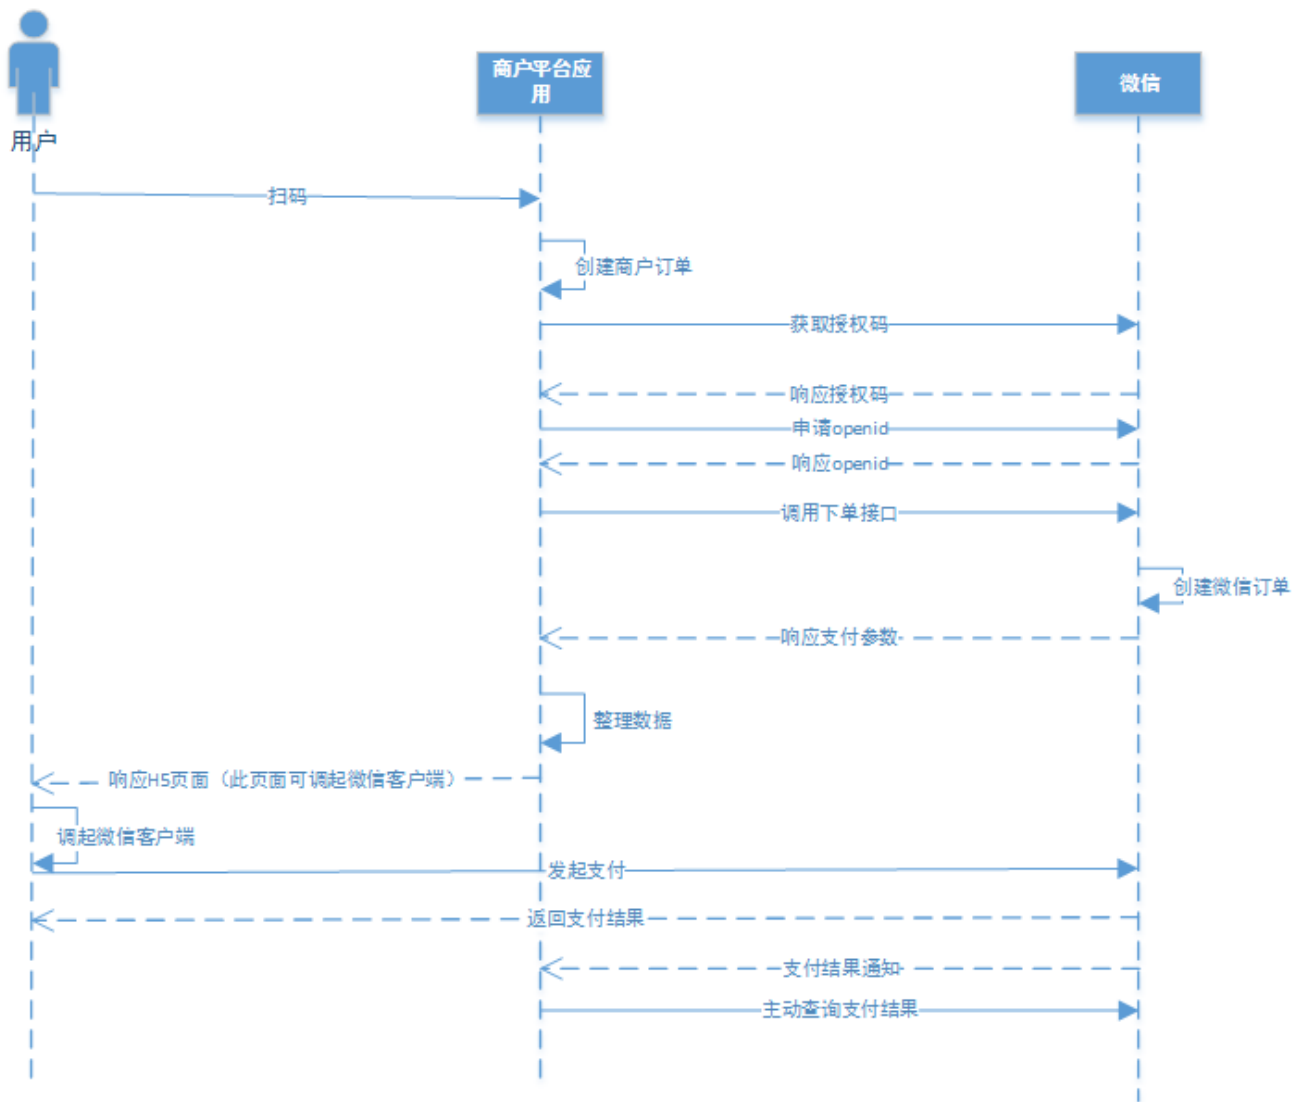 商户平台应
用
微信
用户
扫码
创建商户订单
获取授权码
响应授权码
申请openid
响应openid
调用下单接口
创建微信订单
响应支付参数
整理数据
响应H5页面（此页面可调起微信客户端）
调起微信客户端
发起支付
返回支付结果
支付结果通知
主动查询支付结果